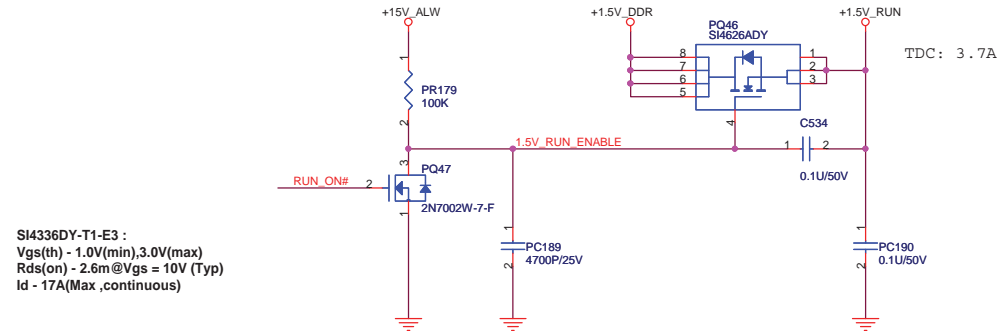 +15V_ALW
+1.5V_DDR
+1.5V_RUN
PQ46
SI4626ADY
TDC: 3.7A
8
7
6
5
1
2
3
4
1
PR179
100K
2
1.5V_RUN_ENABLE
C534
1
2
0.1U/50V
3
PQ47
RUN_ON#
2
2N7002W-7-F
1
SI4336DY-T1-E3 :
Vgs(th) - 1.0V(min),3.0V(max)
Rds(on) - 2.6m@Vgs = 10V (Typ)
Id - 17A(Max ,continuous)
1
PC189
4700P/25V
2
1
PC190
0.1U/50V
2